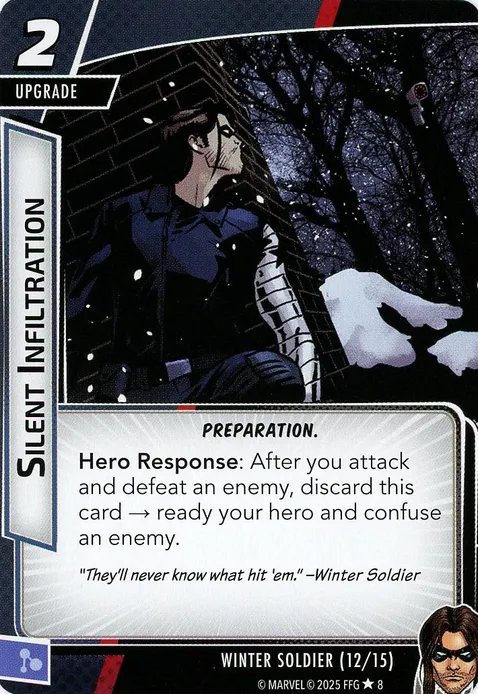 2
UPGRADE
SILENT INFILTRATION
PREPARATION.
Hero Response: After you attack
and defeat an enemy, discard this
card → ready your hero and confuse
an enemy.
"They'll never know what hit 'em." –Winter Soldier
WINTER SOLDIER (12/15)
© MARVEL © 2025 FFG ★ 8